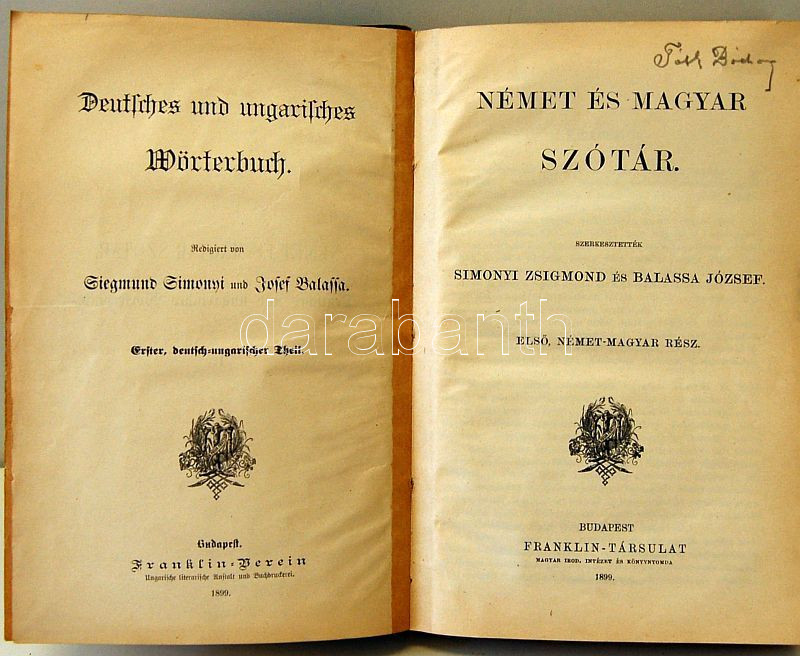 Deutsches und ungarisches
Wörterbuch.
Redigiert von
Siegmund Simonyi und Josef Balassa.
Erster, deutsch-ungarischer Theil.
Budapest.
Franklin-Verein
Ungarische literarische Anstalt und Buchdruckerei.
1899.
Tóth
NÉMET ÉS MAGYAR
SZÓTÁR.
SZERKESZTETTÉK
SIMONYI ZSIGMOND ÉS BALASSA JÓZSEF.
ELSŐ, NÉMET-MAGYAR RÉSZ.
BUDAPEST
FRANKLIN-TÁRSULAT
MAGYAR IROD. INTÉZET ÉS KÖNYVNYOMDA
1899.
darabanth